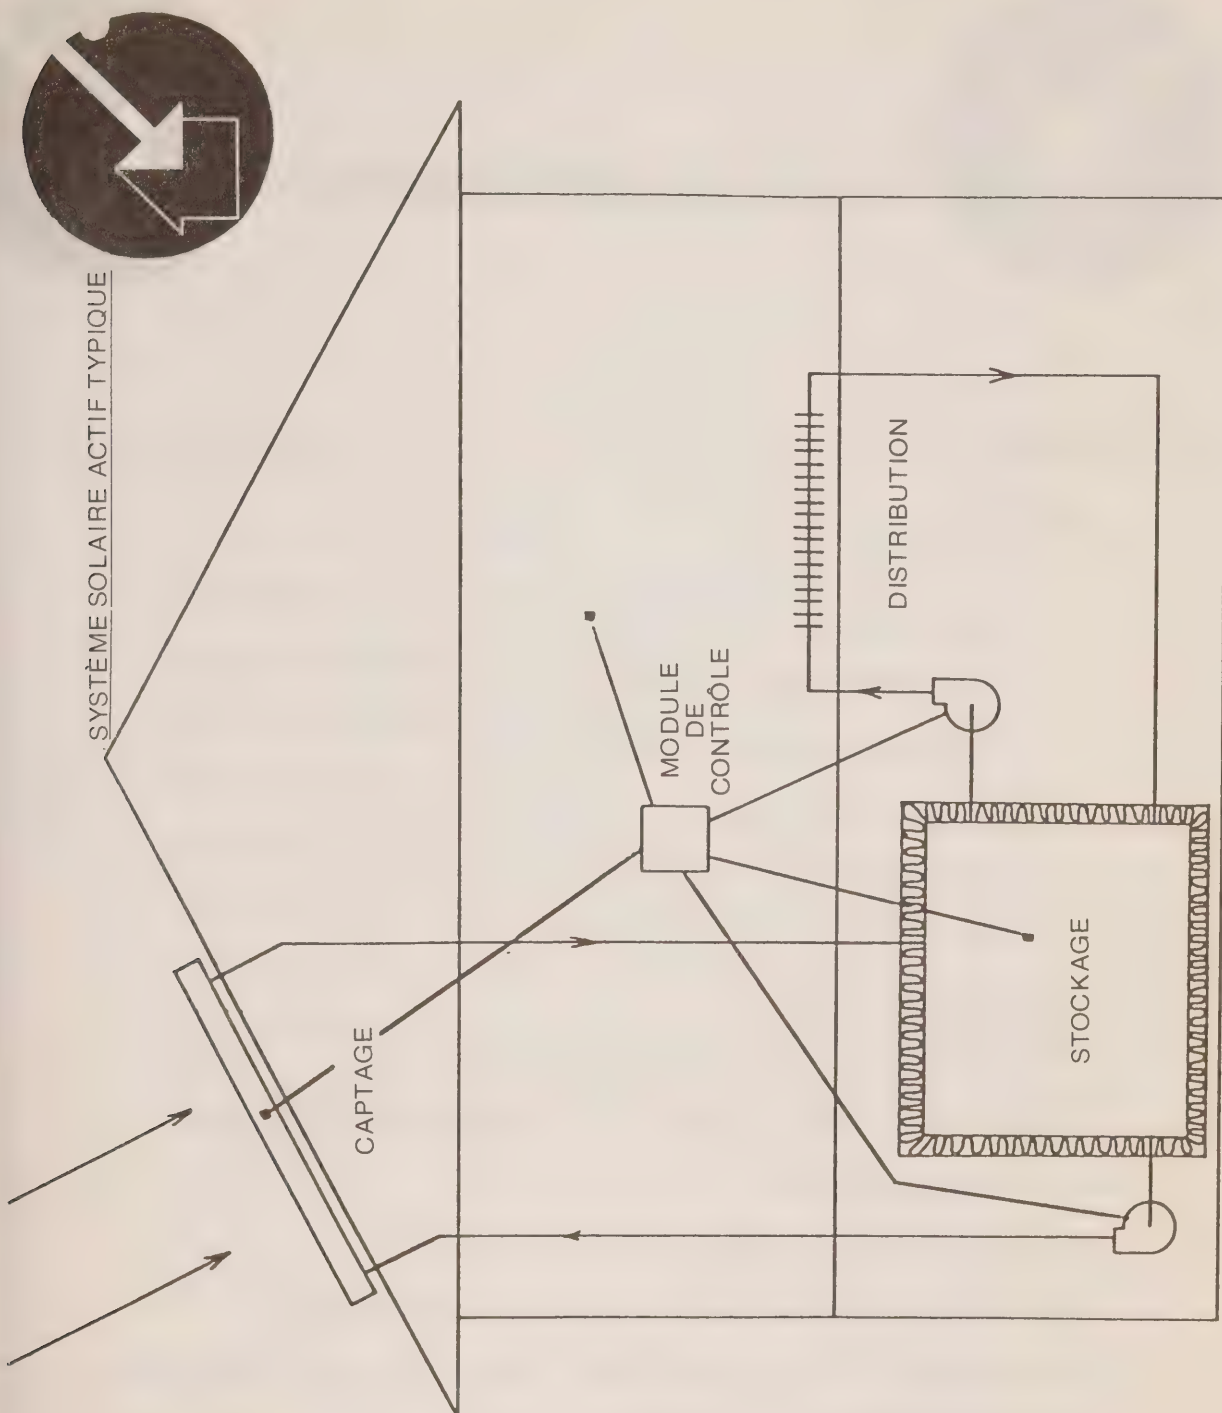 SYSTÈME SOLAIRE ACTIF TYPIQUE
CAPTAGE
MODULE
DE
CONTRÔLE
DISTRIBUTION
STOCKAGE